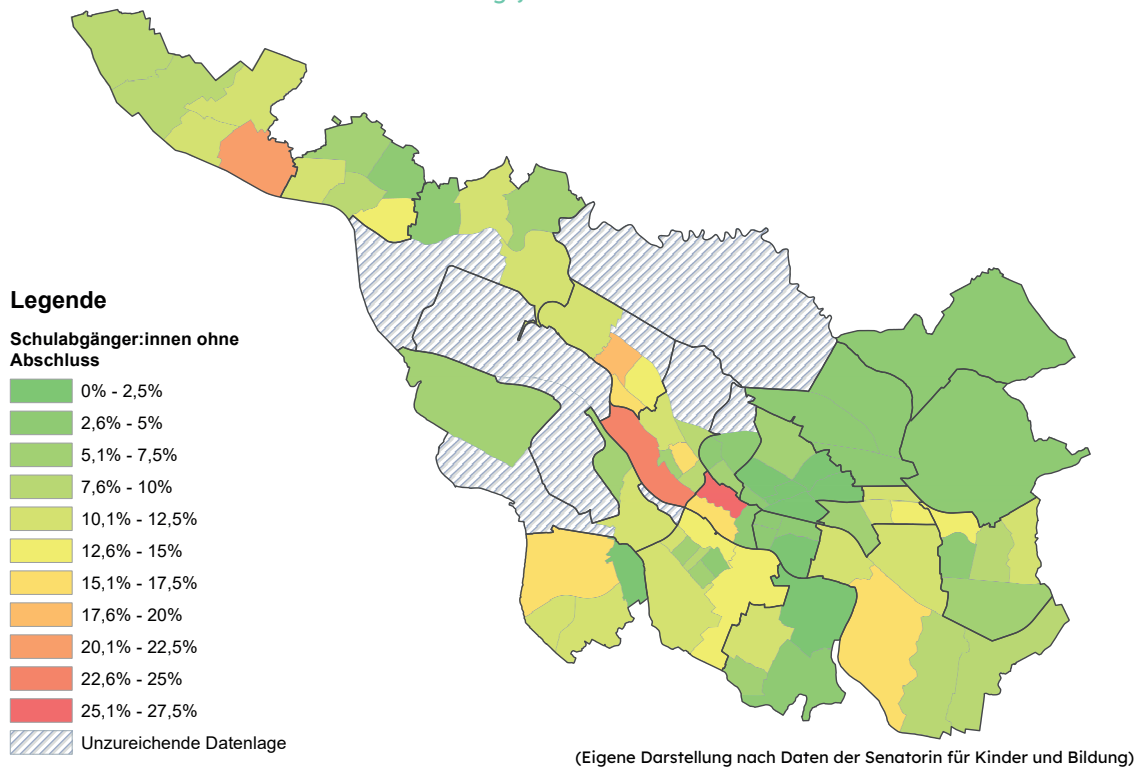 Legende
Schulabgänger:innen ohne
Abschluss
0% - 2,5%
2,6% - 5%
5,1% - 7,5%
7,6% - 10%
10,1% - 12,5%
12,6% - 15%
15,1% - 17,5%
17,6% - 20%
20,1% - 22,5%
22,6% - 25%
25,1% - 27,5%
Unzureichende Datenlage
(Eigene Darstellung nach Daten der Senatorin für Kinder und Bildung)